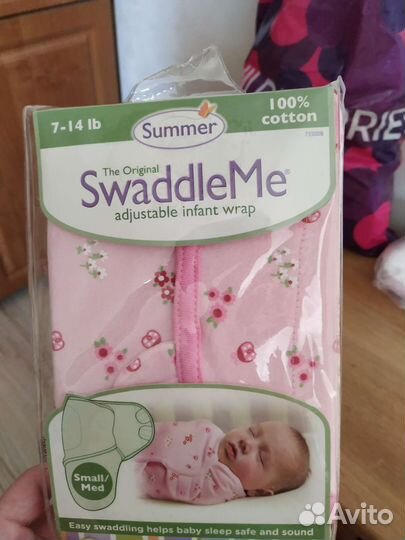 7-14 lb
Summer
100%
cotton
The Original
SwaddleMe®
adjustable infant wrap
Small/
Med
Easy swaddling helps baby sleep safe and sound
Avito